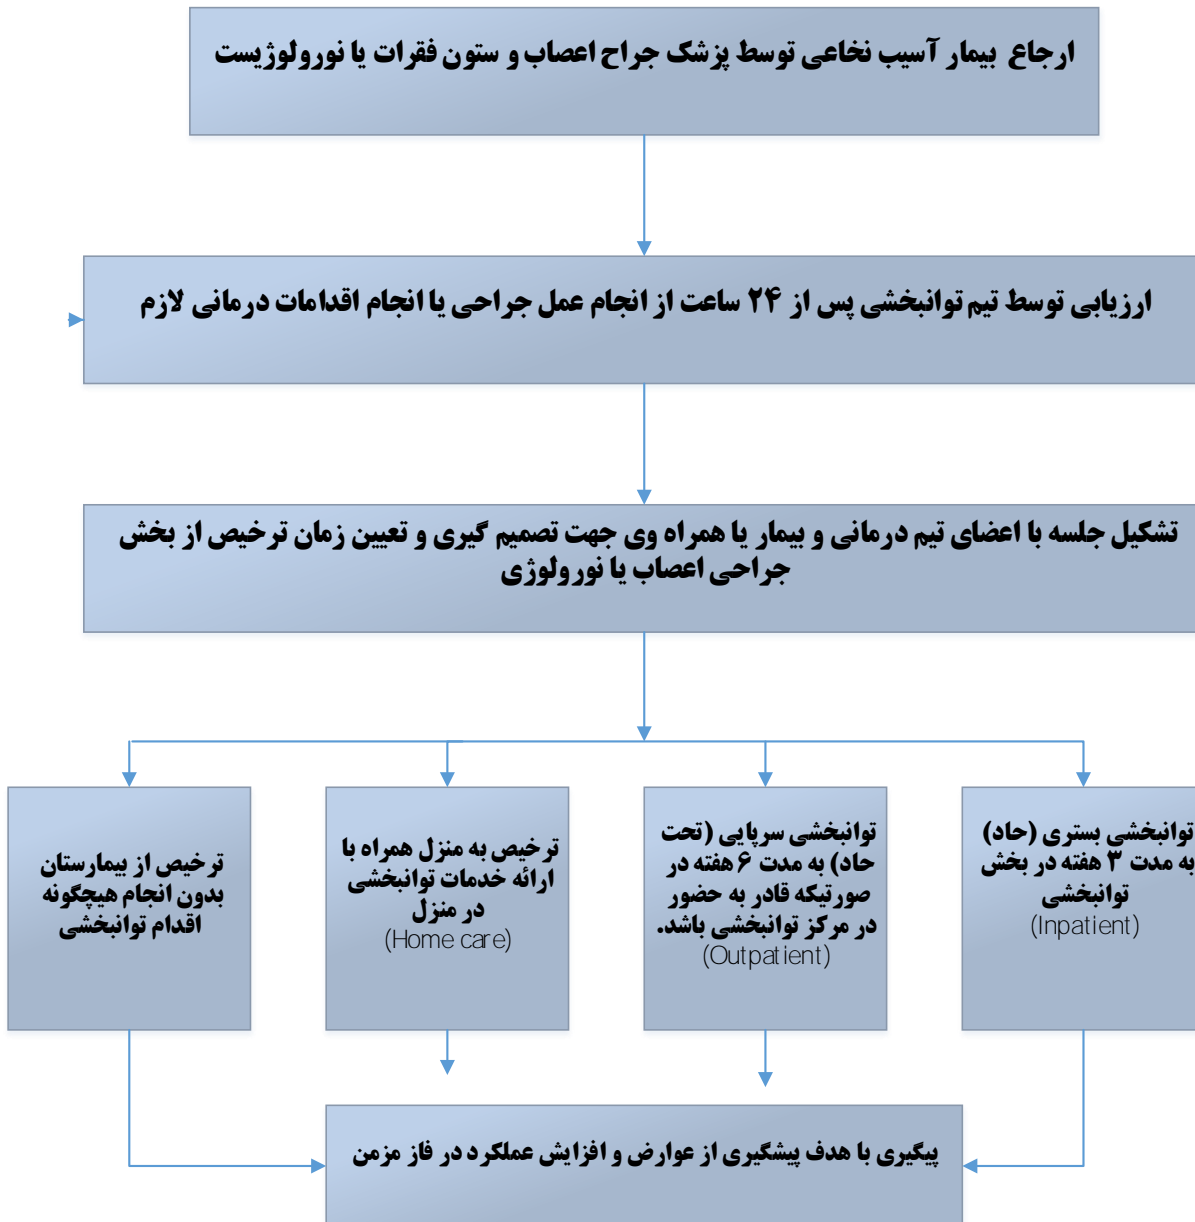 ارجاع بیمار آسیب نخاعی توسط پزشک جراح اعصاب و ستون فقرات یا نورولوژیست
ارزیابی توسط تیم توانبخشی پس از ۲۴ ساعت از انجام عمل جراحی یا انجام اقدامات درمانی لازم
تشکیل جلسه با اعضای تیم درمانی و بیمار یا همراه وی جهت تصمیم گیری و تعیین زمان ترخیص از بخش
جراحی اعصاب یا نورولوژی
توانبخشی بستری (حاد)
به مدت ۳ هفته در بخش
توانبخشی
(Inpatient)
توانبخشی سرپایی (تحت
حاد) به مدت ۶ هفته در
صورتیکه قادر به حضور
در مرکز توانبخشی باشد.
(Outpatient)
ترخیص به منزل همراه با
ارائه خدمات توانبخشی
در منزل
(Home care)
ترخیص از بیمارستان
بدون انجام هیچگونه
اقدام توانبخشی
پیگیری با هدف پیشگیری از عوارض و افزایش عملکرد در فاز مزمن